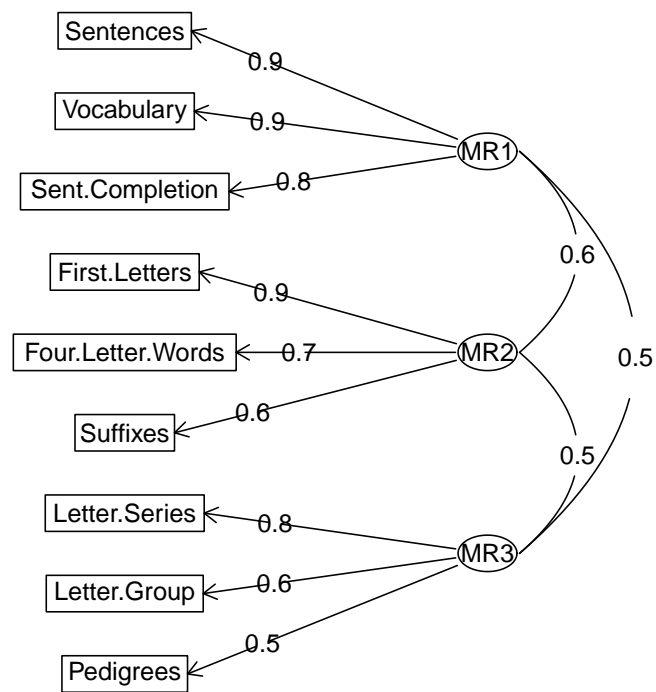 Sentences
0.9
Vocabulary
0.9
MR1
Sent.Completion
0.8
0.6
First.Letters
0.9
Four.Letter.Words
0.7
MR2
0.5
Suffixes
0.6
0.5
Letter.Series
0.8
MR3
Letter.Group
0.6
Pedigrees
0.5